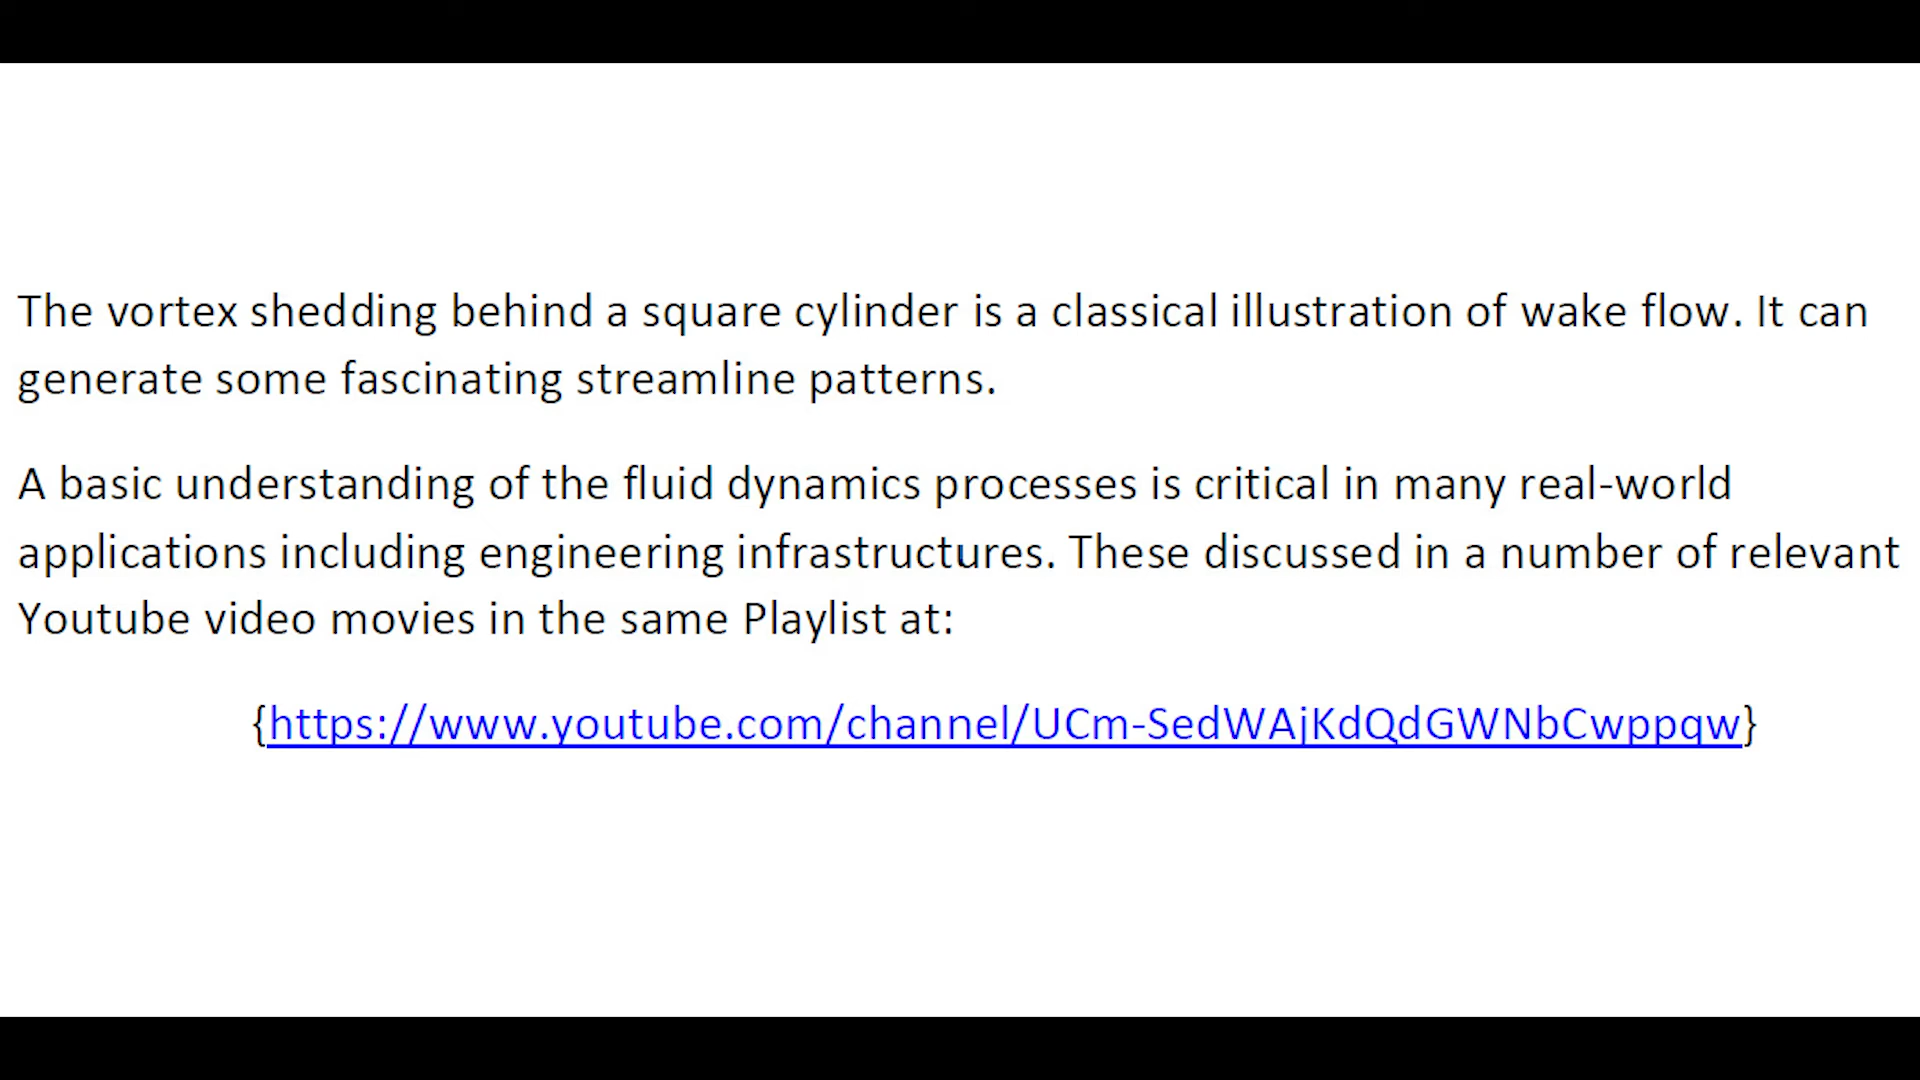 The vortex shedding behind a square cylinder is a classical illustration of wake flow. It can
generate some fascinating streamline patterns.
A basic understanding of the fluid dynamics processes is critical in many real-world
applications including engineering infrastructures. These discussed in a number of relevant
Youtube video movies in the same Playlist at:
{https://www.youtube.com/channel/UCm-SedWAjKdQdGWNbCwppqw}